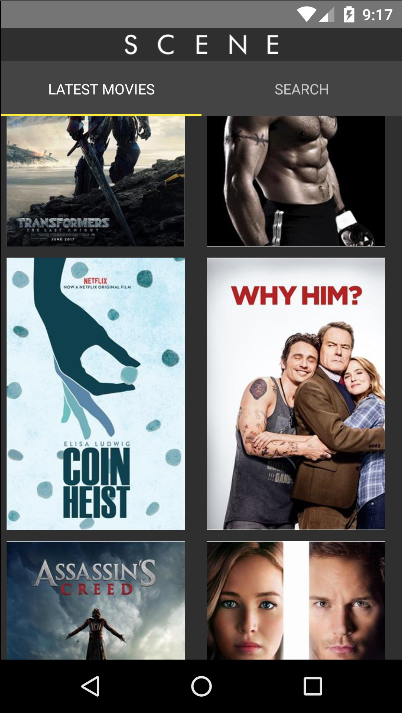 9:17
SCENE
LATEST MOVIES
SEARCH
TRANSFORMERS
THE LAST KNIGHT
JUNE 2017
NETFLIX
NOW A NETFLIX ORIGINAL FILM
WHY HIM?
ELISA LUDWIG
COIN
HEIST
ASSASSIN'S
CREED